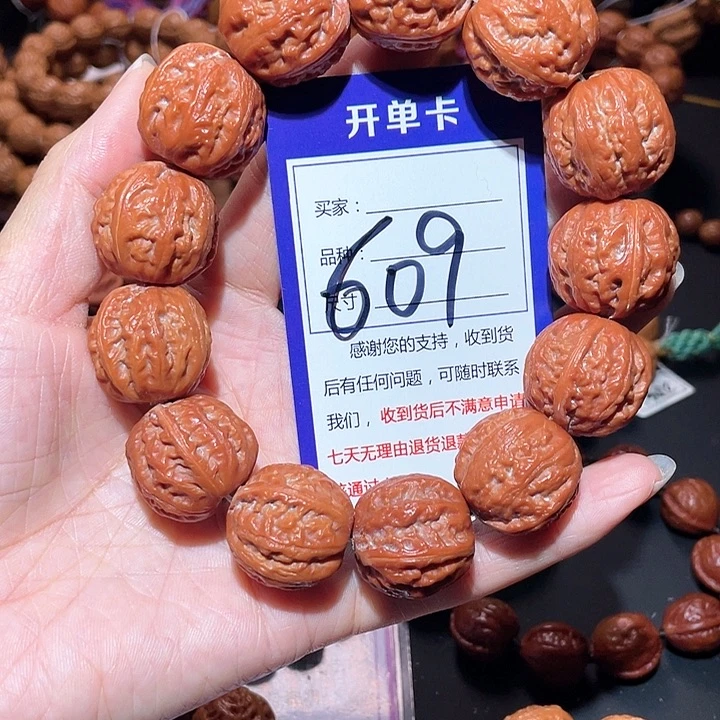 开单卡
买家：
品种：
609
尺寸
感谢您的支持，收到货
后有任何问题，可随时联系
我们，收到货后不满意申请
七天无理由退货退
通过